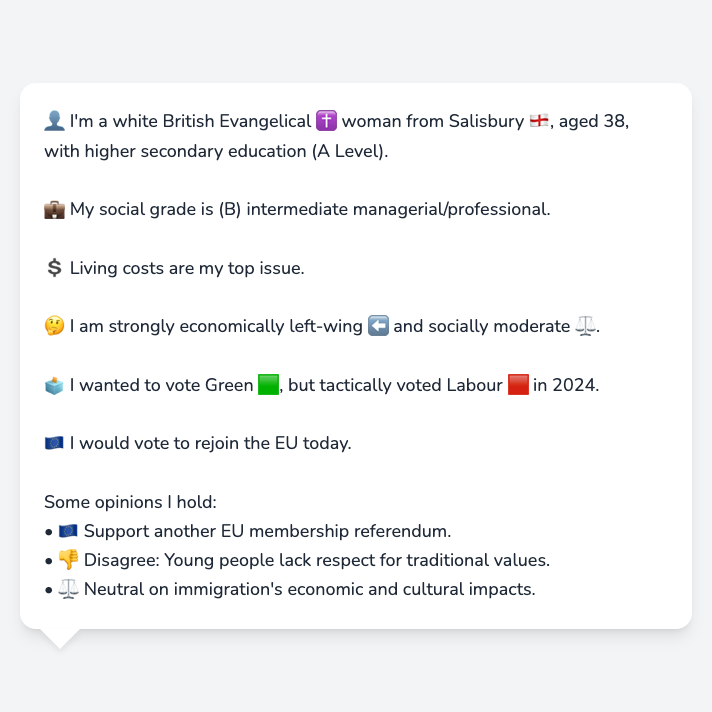 👤 I'm a white British Evangelical ✝️ woman from Salisbury 🏴󠁧󠁢󠁥󠁮󠁧󠁿, aged 38,
with higher secondary education (A Level).
💼 My social grade is (B) intermediate managerial/professional.
💲 Living costs are my top issue.
🤔 I am strongly economically left-wing ⬅️ and socially moderate ⚖️.
🗳️ I wanted to vote Green 🟩, but tactically voted Labour 🟥 in 2024.
🇪🇺 I would vote to rejoin the EU today.
Some opinions I hold:
• 🇪🇺 Support another EU membership referendum.
• 👎 Disagree: Young people lack respect for traditional values.
• ⚖️ Neutral on immigration's economic and cultural impacts.